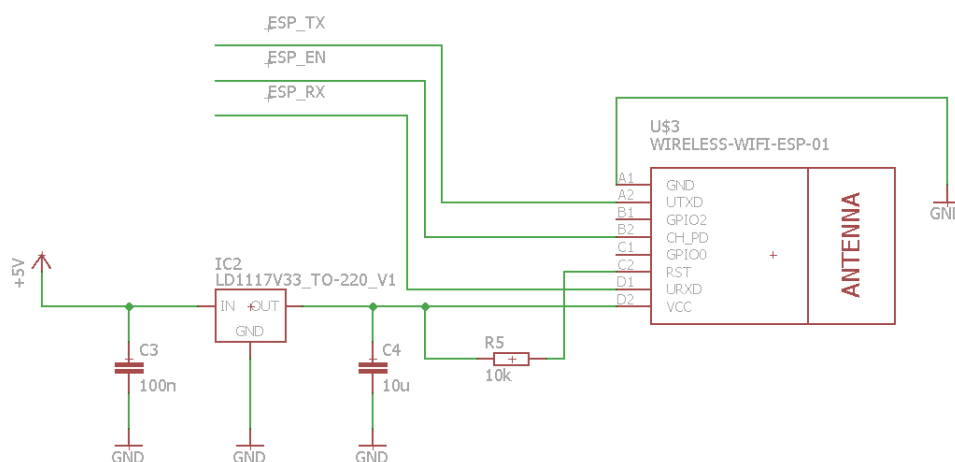 ESP_TX
ESP_EN
ESP_RX
U$3
WIRELESS-WIFI-ESP-01
A1 GND
A2 UTXD
B1 GPIO2
B2 CH_PD
C1 GPIO0
C2 RST
D1 URXD
D2 VCC
ANTENNA
GND
+5V
IC2
LD1117V33_TO-220_V1
IN OUT
GND
C3
100n
C4
10u
R5
10k
GND
GND
GND